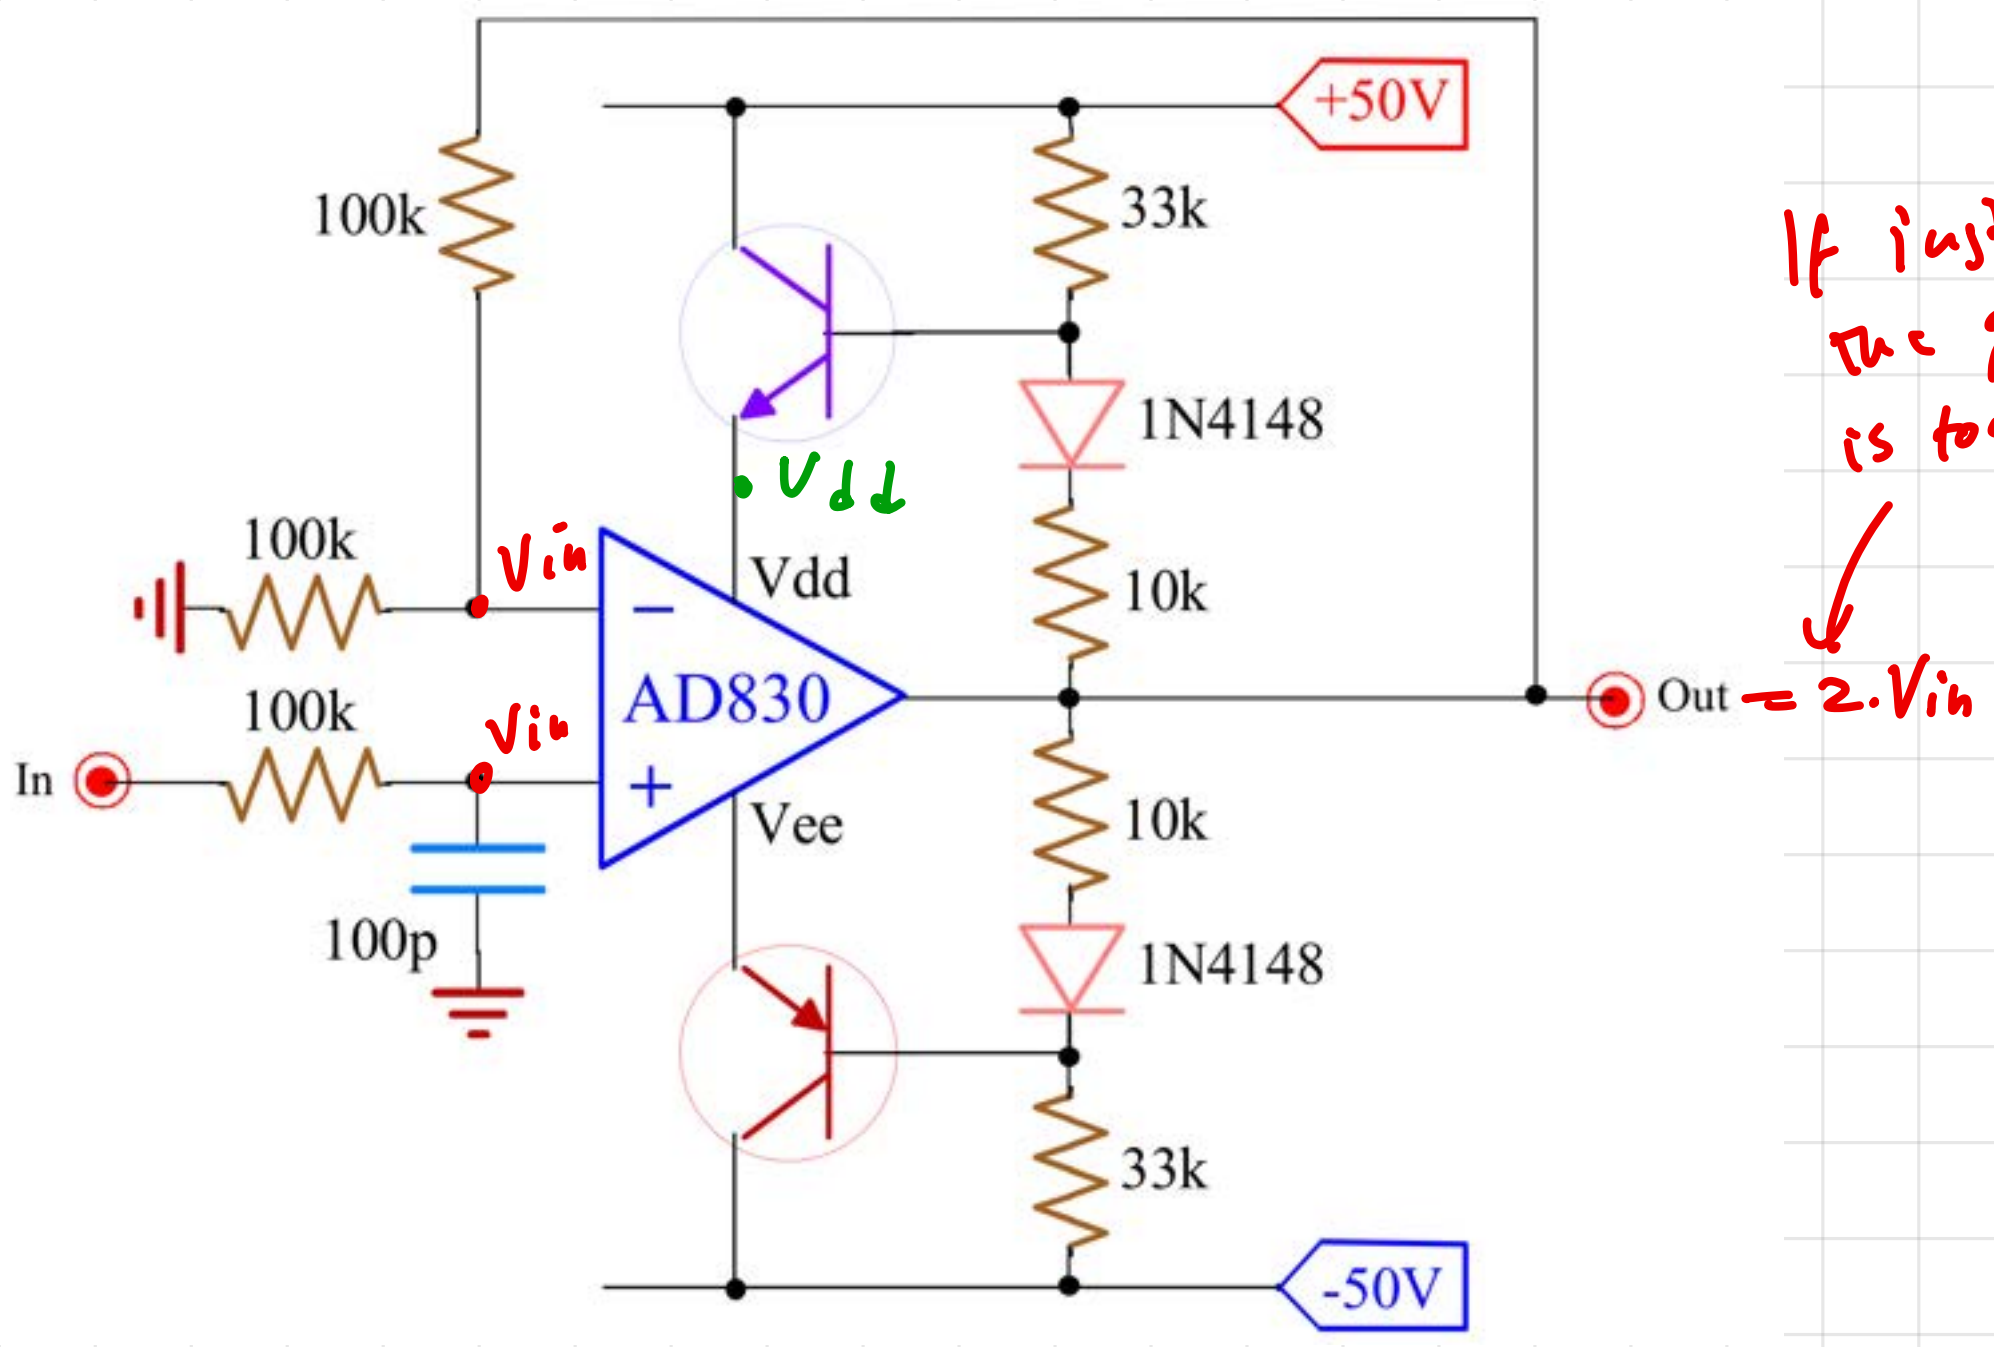 +50V
100k
33k
1N4148
Vdd
100k
Vin
Vdd
10k
AD830
100k
Vin
In
Out = 2.Vin
Vee
10k
100p
1N4148
33k
-50V
If
is